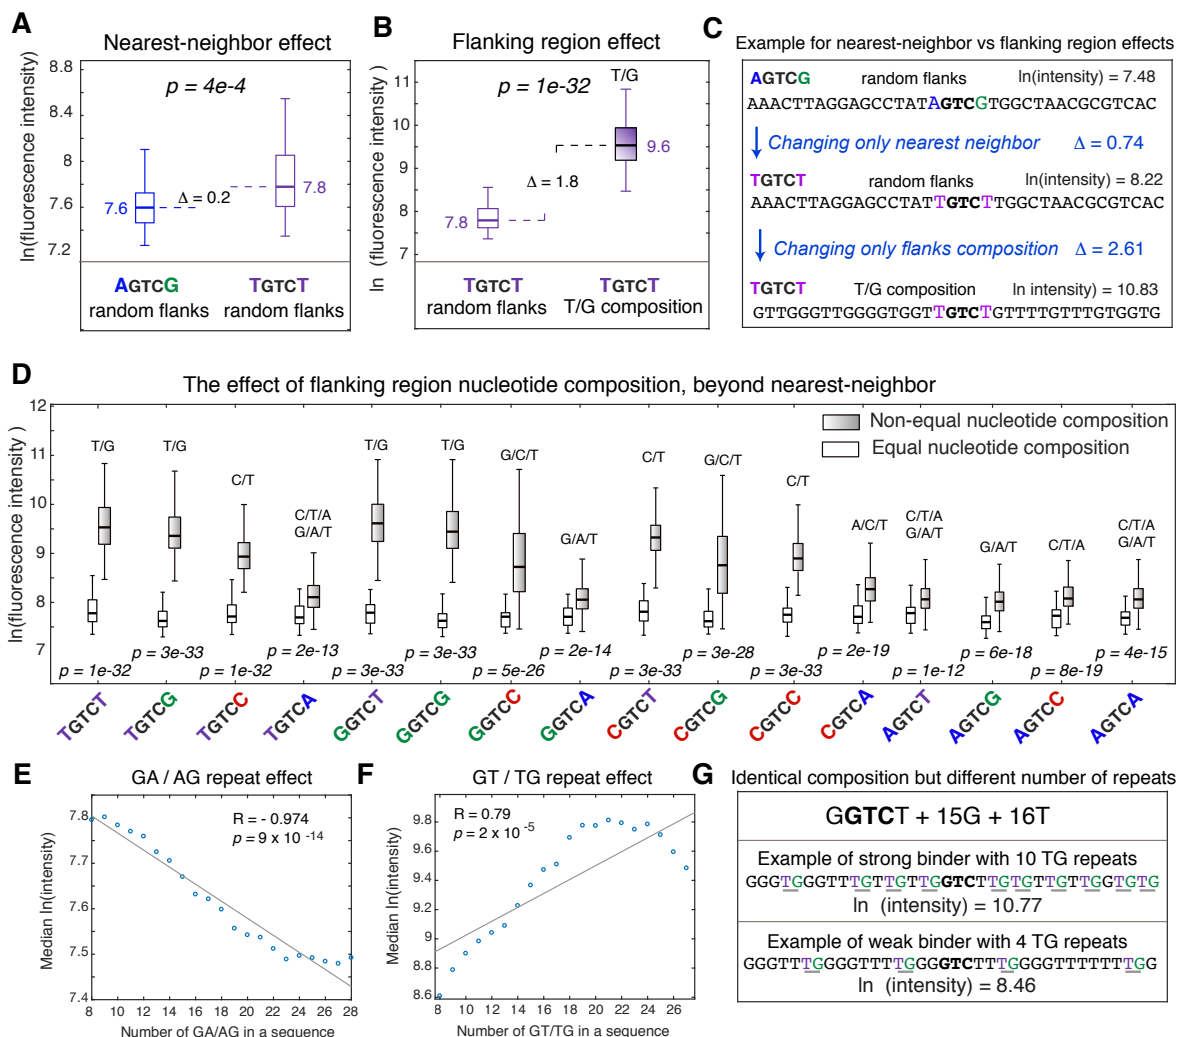 A
Nearest-neighbor effect
ln(fluorescence intensity)
8.8
8.4
8
7.6
7.2
p = 4e-4
7.6
Δ = 0.2
7.8
AGTCG
random flanks
TGTCT
random flanks
B
Flanking region effect
ln (fluorescence intensity )
11
10
9
8
7
p = 1e-32
T/G
9.6
Δ = 1.8
7.8
TGTCT
random flanks
TGTCT
T/G composition
C
Example for nearest-neighbor vs flanking region effects
AGTCG random flanks ln(intensity) = 7.48
AAACTTAGGAGCCTATAGTCGTGGCTAACGCGTCAC
Changing only nearest neighbor Δ = 0.74
TGTCT random flanks ln(intensity) = 8.22
AAACTTAGGAGCCTATTGTCTTGGCTAACGCGTCAC
Changing only flanks composition Δ = 2.61
TGTCT T/G composition ln intensity) = 10.83
GTTGGGTTGGGGTGGTTGTCTGTTTTGTTTGTGGTG
D
The effect of flanking region nucleotide composition, beyond nearest-neighbor
ln(fluorescence intensity )
12
11
10
9
8
7
Non-equal nucleotide composition
Equal nucleotide composition
T/G
T/G
C/T
C/T/A
G/A/T
T/G
T/G
G/C/T
G/A/T
C/T
G/C/T
C/T
A/C/T
C/T/A
G/A/T
G/A/T
C/T/A
C/T/A
G/A/T
p = 1e-32
p = 3e-33
p = 1e-32
p = 2e-13
p = 3e-33
p = 3e-33
p = 5e-26
p = 2e-14
p = 3e-33
p = 3e-28
p = 3e-33
p = 2e-19
p = 1e-12
p = 6e-18
p = 8e-19
p = 4e-15
TGTCT
TGTCG
TGTCC
TGTCA
GGTCT
GGTCG
GGTCC
GGTCA
CGTCT
CGTCG
CGTCC
CGTCA
AGTCT
AGTCG
AGTCC
AGTCA
E
GA / AG repeat effect
Median ln(intensity)
7.8
7.7
7.6
7.5
7.4
R = - 0.974
p = 9 x 10 -14
8 10 12 14 16 18 20 22 24 26 28
Number of GA/AG in a sequence
F
GT / TG repeat effect
Median ln(intensity)
9.8
9.6
9.4
9.2
9
8.8
8.6
R = 0.79
p = 2 x 10 -5
8 10 12 14 16 18 20 22 24 26
Number of GT/TG in a sequence
G
Identical composition but different number of repeats
GGTCT + 15G + 16T
Example of strong binder with 10 TG repeats
GGGTGGGTTTGTTGTTGGGTCTTGTGTTGTTGGTGTG
ln (intensity) = 10.77
Example of weak binder with 4 TG repeats
GGGTTTGGGGTTTTGGGGTCTTTGGGGTTTTTTTGG
ln (intensity) = 8.46